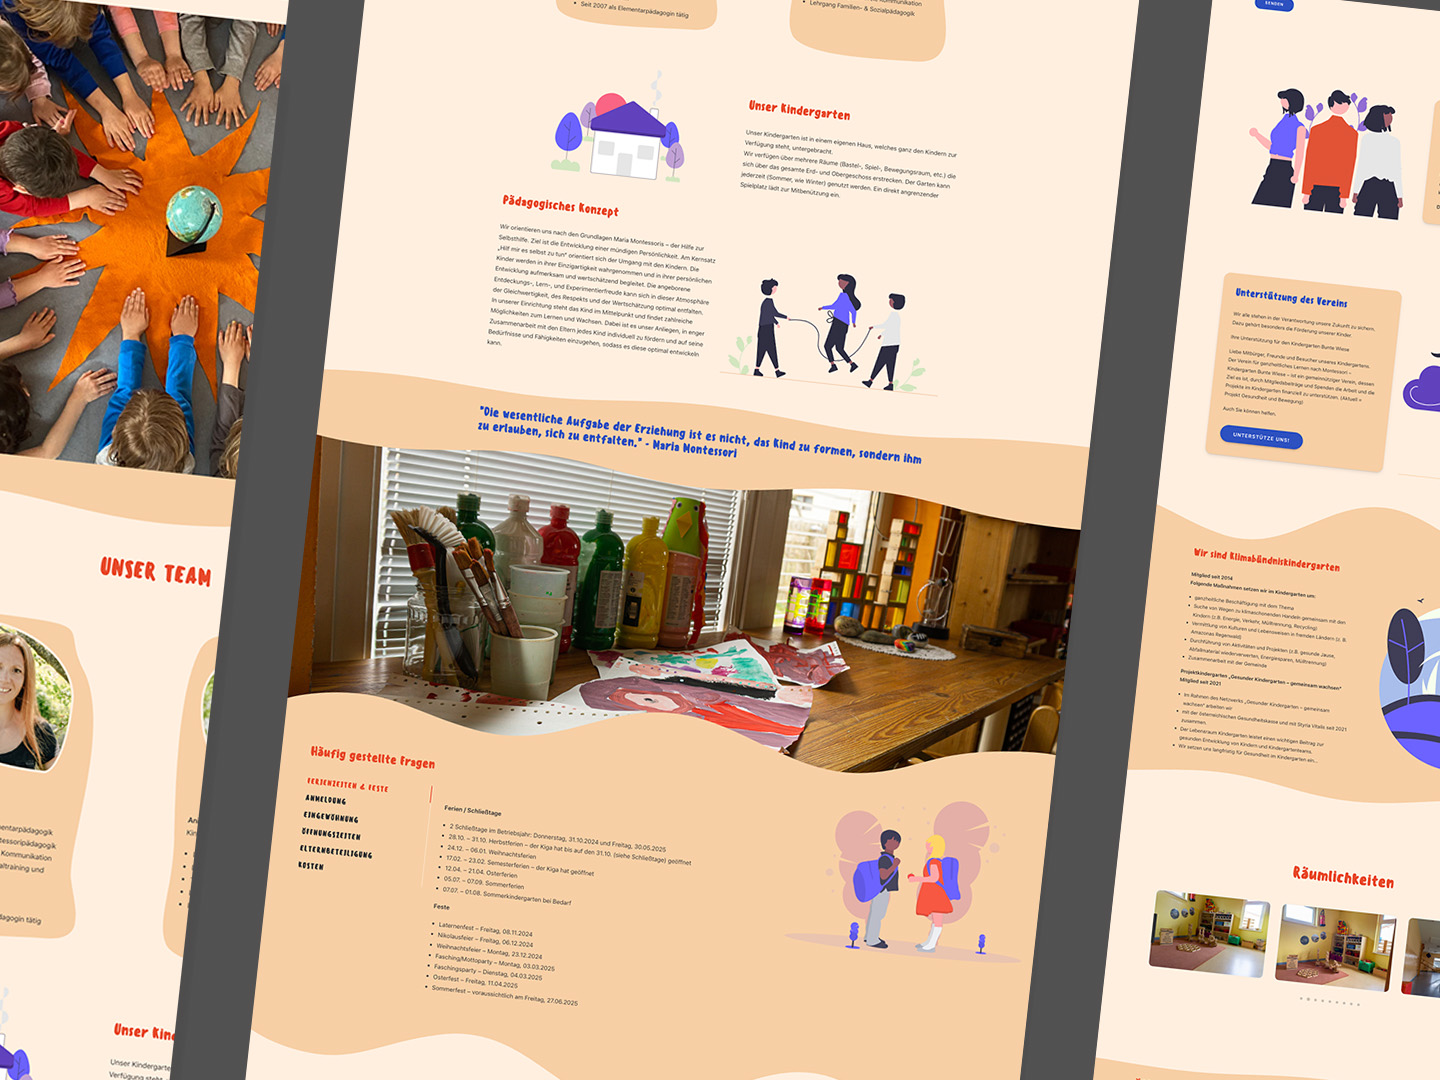 UNSER TEAM
mentarpädagogik
Kommunikation
altraining und
dagogin tätig
Unser Kin
Unser Kindergarte
Verfügung steht,
Seit 2007 als Elementarpädagogin tätig
Kommunikation
Lehrgang Familien- & Sozialpädagogik
Unser Kindergarten
Unser Kindergarten ist in einem eigenen Haus, welches ganz den Kindern zur
Verfügung steht, untergebracht.
Wir verfügen über mehrere Räume (Bastel-, Spiel-, Bewegungsraum, etc.) die
sich über das gesamte Erd- und Obergeschoss erstrecken. Der Garten kann
jederzeit (Sommer, wie Winter) genutzt werden. Ein direkt angrenzender
Spielplatz lädt zur Mitbenützung ein.
Pädagogisches Konzept
Wir orientieren uns nach den Grundlagen Maria Montessoris – der Hilfe zur
Selbsthilfe. Ziel ist die Entwicklung einer mündigen Persönlichkeit. Am Kernsatz
„Hilf mir es selbst zu tun“ orientiert sich der Umgang mit den Kindern. Die
Kinder werden in ihrer Einzigartigkeit wahrgenommen und in ihrer persönlichen
Entwicklung aufmerksam und wertschätzend begleitet. Die angeborene
Entdeckungs-, Lern-, und Experimentierfreude kann sich in dieser Atmosphäre
der Gleichwertigkeit, des Respekts und der Wertschätzung optimal entfalten.
In unserer Einrichtung steht das Kind im Mittelpunkt und findet zahlreiche
Möglichkeiten zum Lernen und Wachsen. Dabei ist es unser Anliegen, in enger
Zusammenarbeit mit den Eltern jedes Kind individuell zu fördern und auf seine
Bedürfnisse und Fähigkeiten einzugehen, sodass es diese optimal entwickeln
kann.
"Die wesentliche Aufgabe der Erziehung ist es nicht, das Kind zu formen, sondern ihm
zu erlauben, sich zu entfalten." - Maria Montessori
Häufig gestellte Fragen
FERIENZEITEN & FESTE
ANMELDUNG
EINGEWÖHNUNG
ÖFFNUNGSZEITEN
ELTERNBETEILIGUNG
KOSTEN
Ferien / Schließtage
2 Schließtage im Betriebsjahr: Donnerstag, 31.10.2024 und Freitag, 30.05.2025
28.10. – 31.10. Herbstferien – der Kiga hat bis auf den 31.10. (siehe Schließtage) geöffnet
24.12. – 06.01. Weihnachtsferien
17.02. – 23.02. Semesterferien – der Kiga hat geöffnet
12.04. – 21.04. Osterferien
05.07. – 07.09. Sommerferien
07.07. – 01.08. Sommerkindergarten bei Bedarf
Feste
Laternenfest – Freitag, 08.11.2024
Nikolausfeier – Freitag, 06.12.2024
Weihnachtsfeier – Montag, 23.12.2024
Fasching/Mottoparty – Montag, 03.03.2025
Faschingsparty – Dienstag, 04.03.2025
Osterfest – Freitag, 11.04.2025
Sommerfest – voraussichtlich am Freitag, 27.06.2025
SENDEN
Unterstützung des Vereins
Wir alle stehen in der Verantwortung unsere Zukunft zu sichern.
Dazu gehört besonders die Förderung unserer Kinder.
Ihre Unterstützung für den Kindergarten Bunte Wiese
Liebe Mitbürger, Freunde und Besucher unseres Kindergartens.
Der Verein für ganzheitliches Lernen nach Montessori –
Kindergarten Bunte Wiese – ist ein gemeinnütziger Verein, dessen
Ziel es ist, durch Mitgliedsbeiträge und Spenden die Arbeit und die
Projekte im Kindergarten finanziell zu unterstützen. (Aktuell »
Projekt Gesundheit und Bewegung)
Auch Sie können helfen.
UNTERSTÜTZE UNS!
Wir sind Klimabündniskindergarten
Mitglied seit 2014
Folgende Maßnahmen setzen wir im Kindergarten um:
ganzheitliche Beschäftigung mit dem Thema
Suche von Wegen zu klimaschonenden Handeln gemeinsam mit den
Kindern (z.B. Energie, Verkehr, Mülltrennung, Recycling)
Vermittlung von Kulturen und Lebensweisen in fremden Ländern (z. B.
Amazonas Regenwald)
Durchführung von Aktivitäten und Projekten (z.B. gesunde Jause,
Abfallmaterial wiederverwerten, Energiesparen, Mülltrennung)
Zusammenarbeit mit der Gemeinde
Projektkindergarten „Gesunder Kindergarten – gemeinsam wachsen“
Mitglied seit 2021
Im Rahmen des Netzwerks „Gesunder Kindergarten – gemeinsam
wachsen“ arbeiten wir
mit der österreichischen Gesundheitskasse und mit Styria Vitalis seit 2021
zusammen.
Der Lebensraum Kindergarten leistet einen wichtigen Beitrag zur
gesunden Entwicklung von Kindern und Kindergartenteams.
Wir setzen uns langfristig für Gesundheit im Kindergarten ein...
Räumlichkeiten